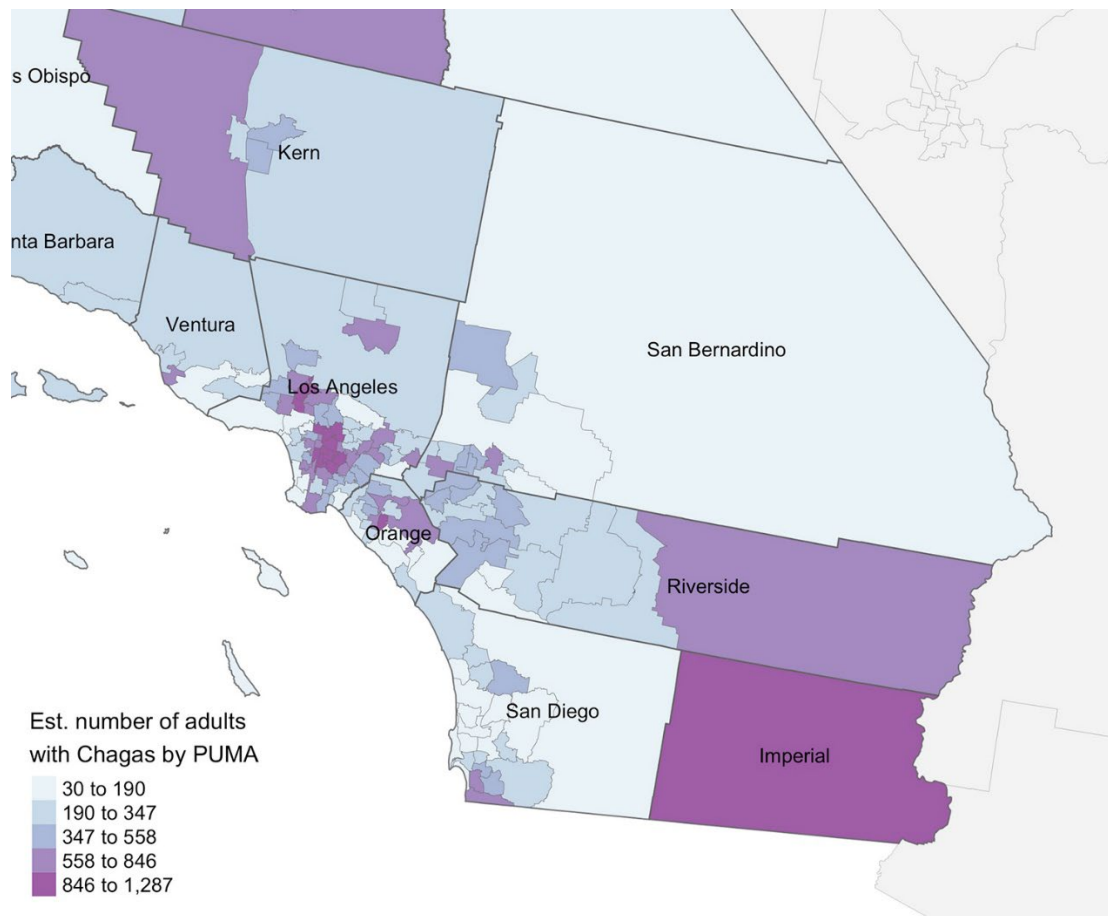 s Obispo
Kern
nta Barbara
Ventura
San Bernardino
Los Angeles
Orange
Riverside
San Diego
Imperial
Est. number of adults
with Chagas by PUMA
30 to 190
190 to 347
347 to 558
558 to 846
846 to 1,287